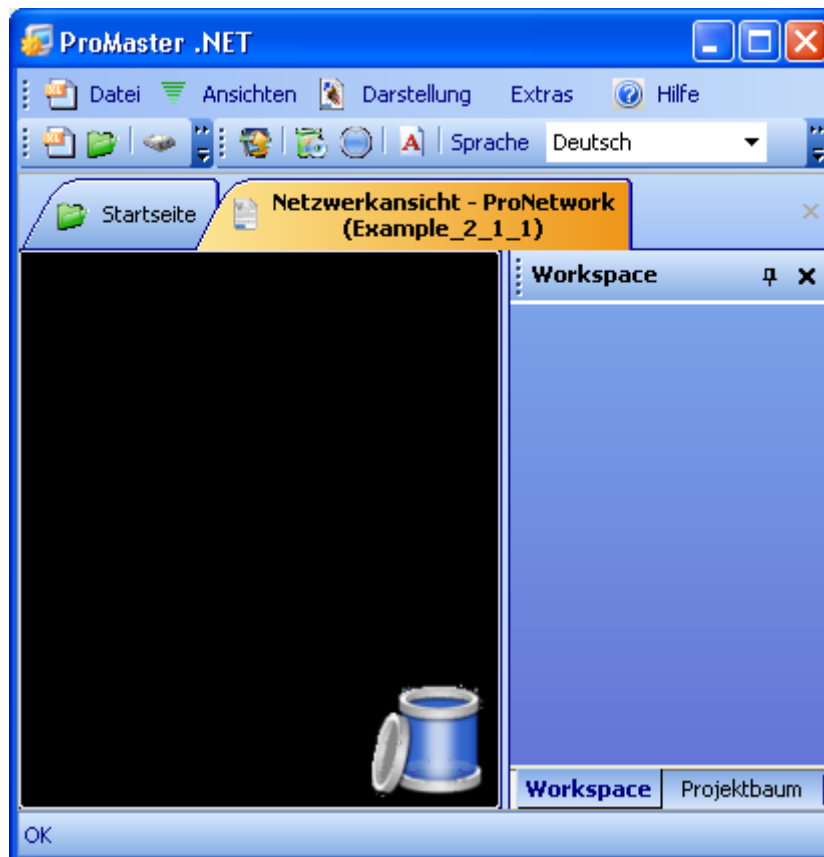 ProMaster .NET
Datei Ansichten Darstellung Extras Hilfe
Sprache Deutsch
Startseite
Netzwerkansicht - ProNetwork
(Example_2_1_1)
Workspace
Workspace Projektbaum
OK